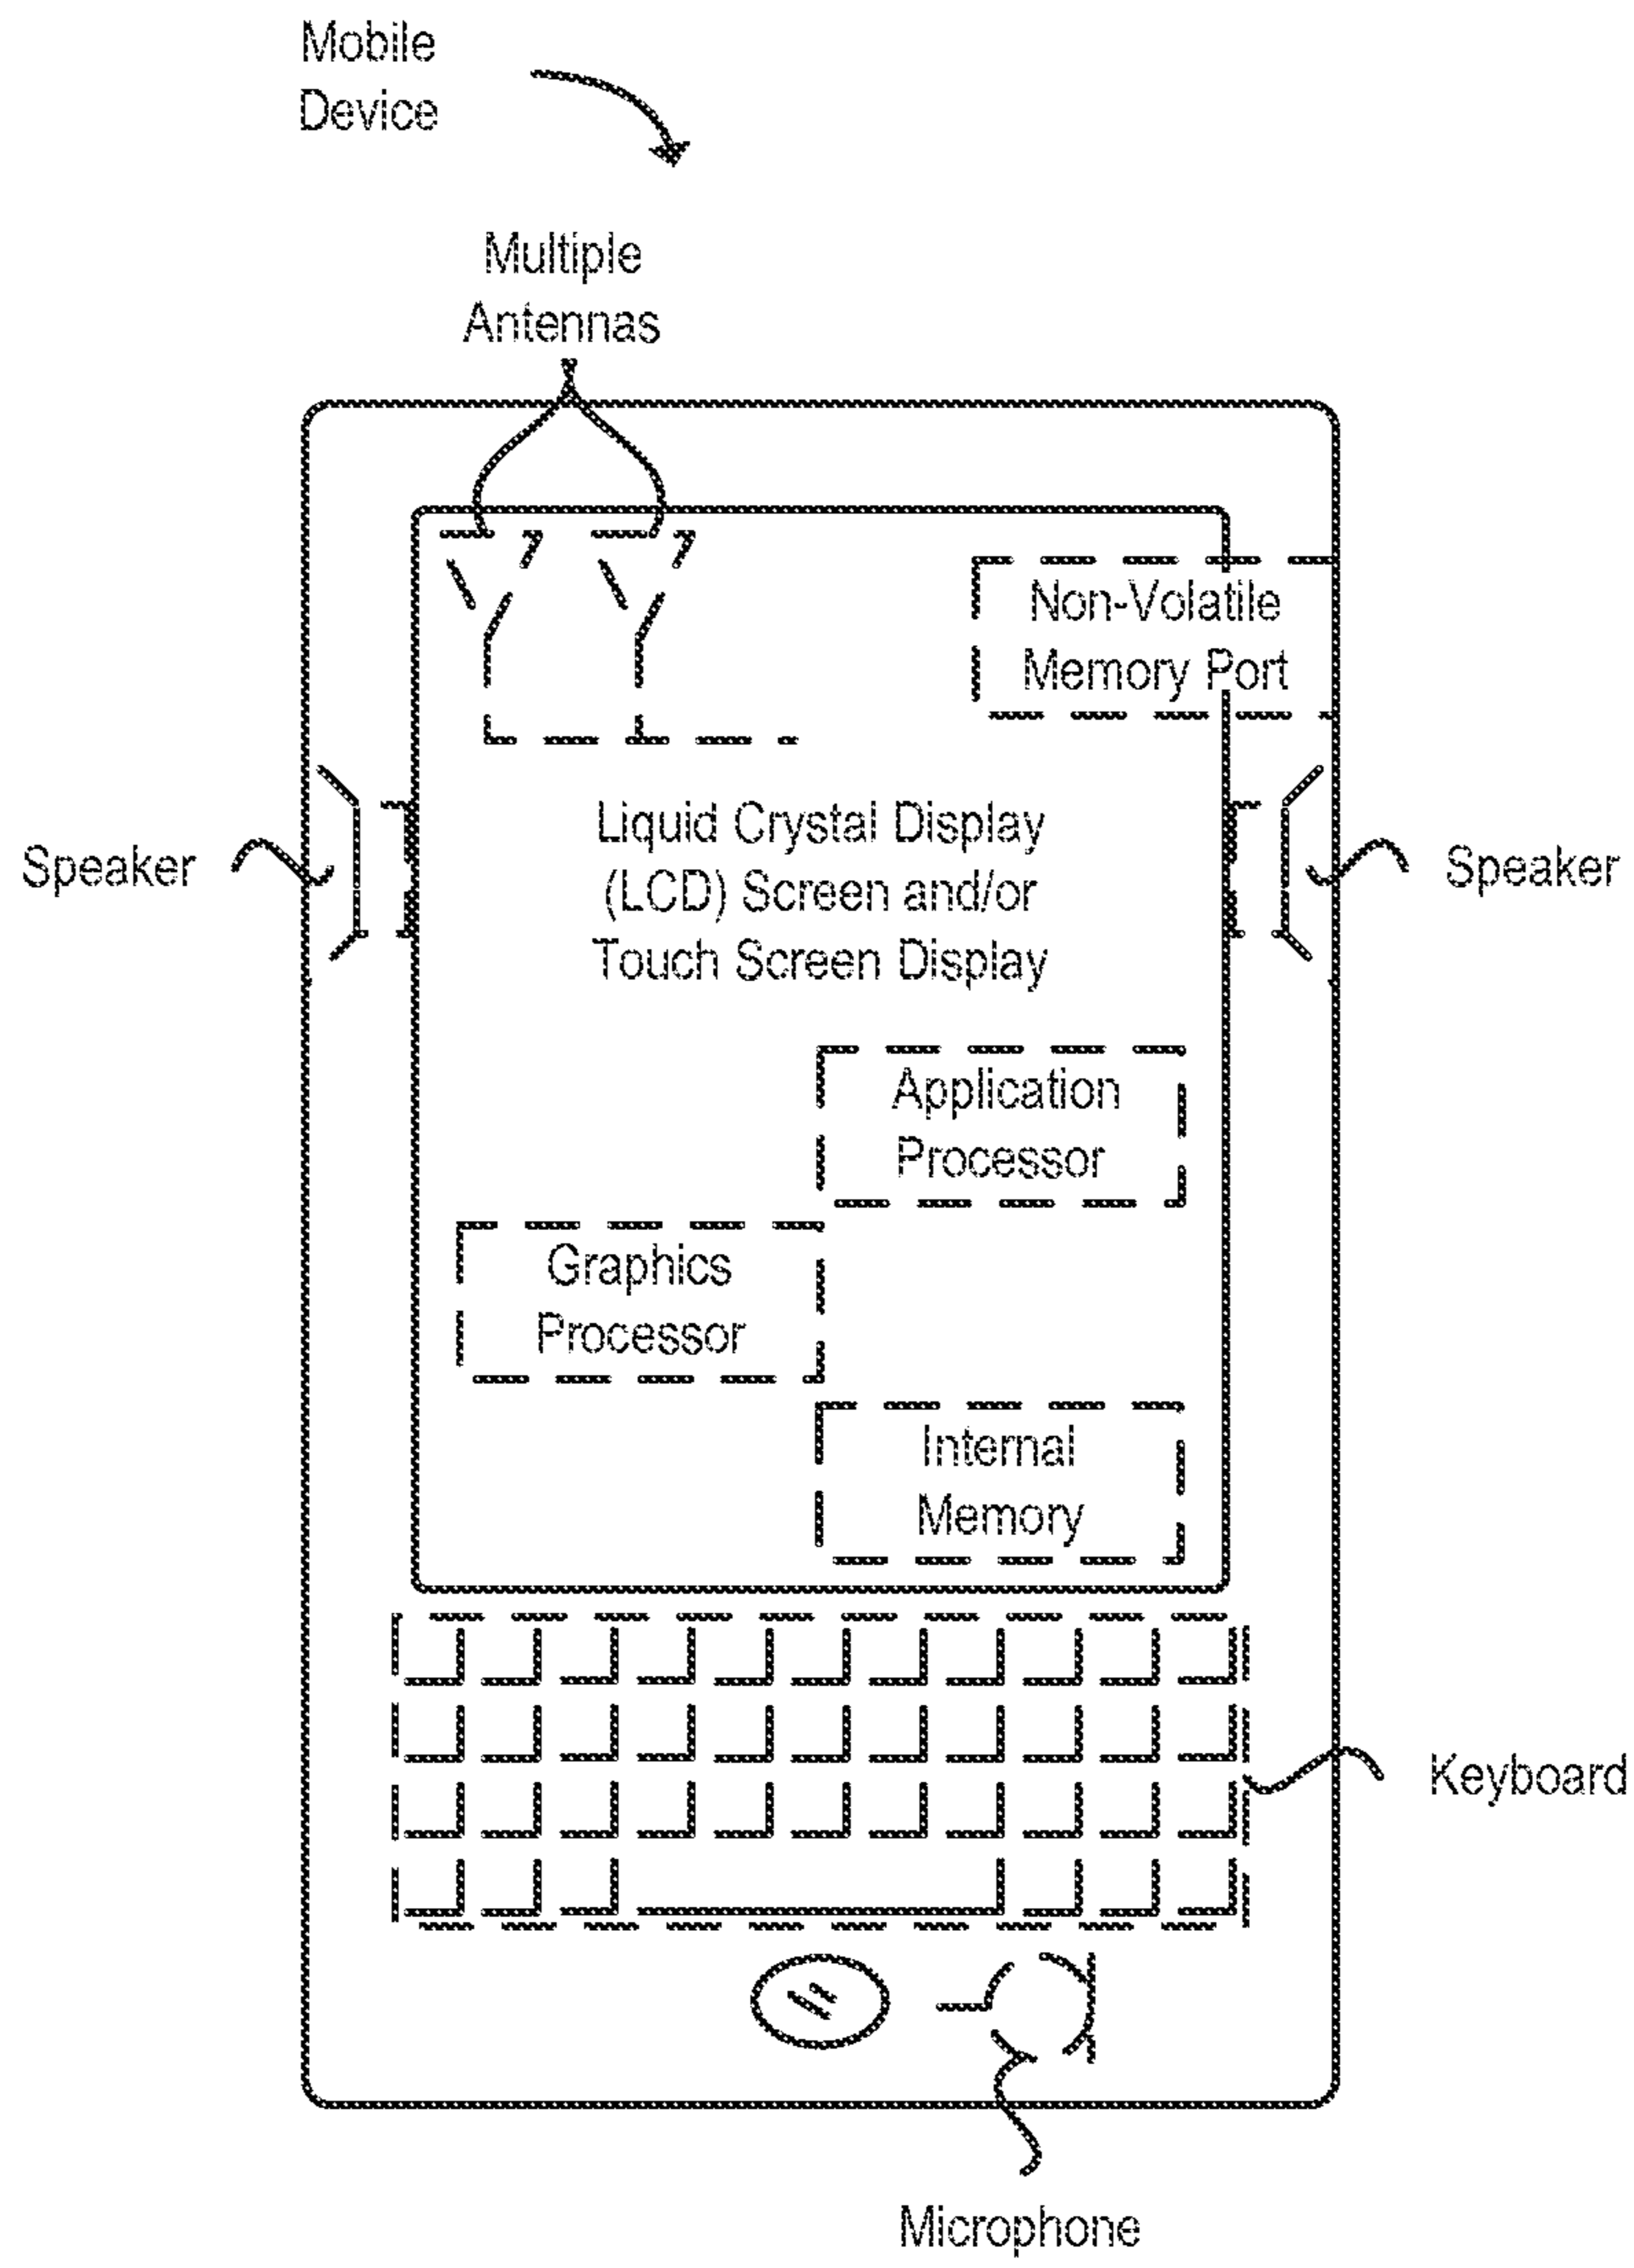 Mobile
Device
Multiple
Antennas
Non-Volatile
Memory Port
Liquid Crystal Display
(LCD) Screen and/or
Touch Screen Display
Speaker
Speaker
Application
Processor
Graphics
Processor
Internal
Memory
Keyboard
Microphone